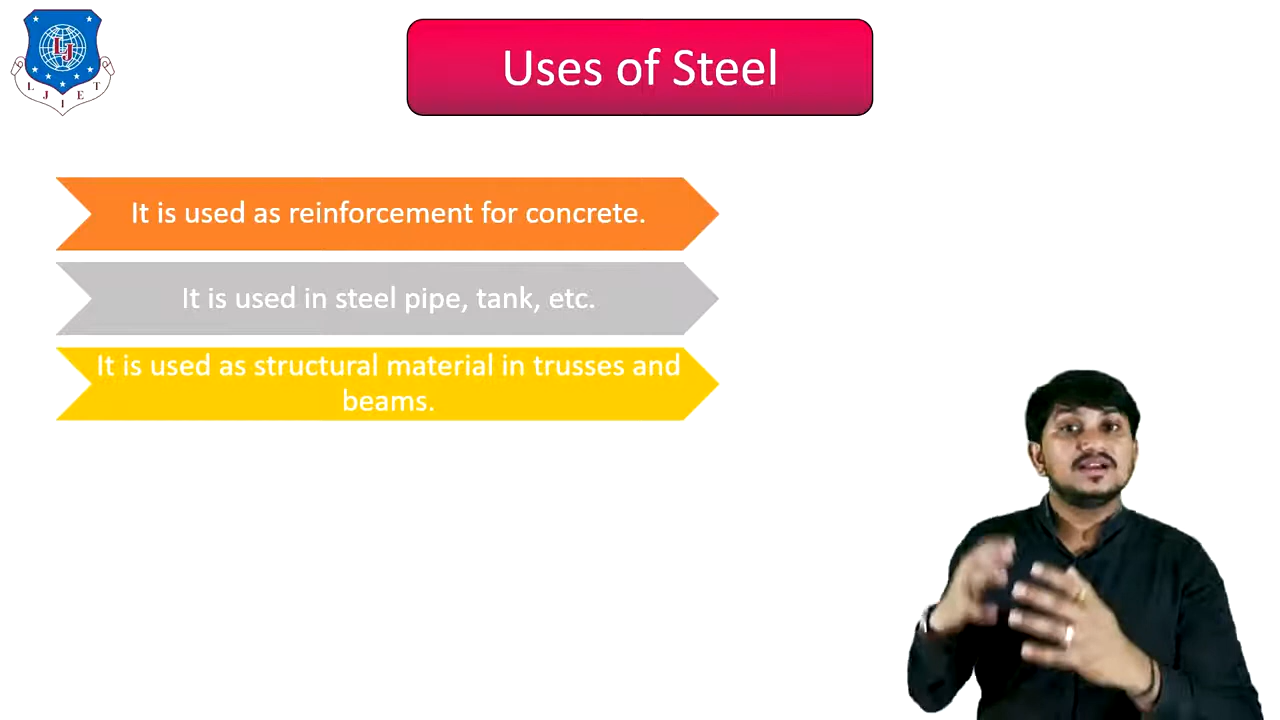 LJ
L J I E T
Uses of Steel
It is used as reinforcement for concrete.
It is used in steel pipe, tank, etc.
It is used as structural material in trusses and
beams.